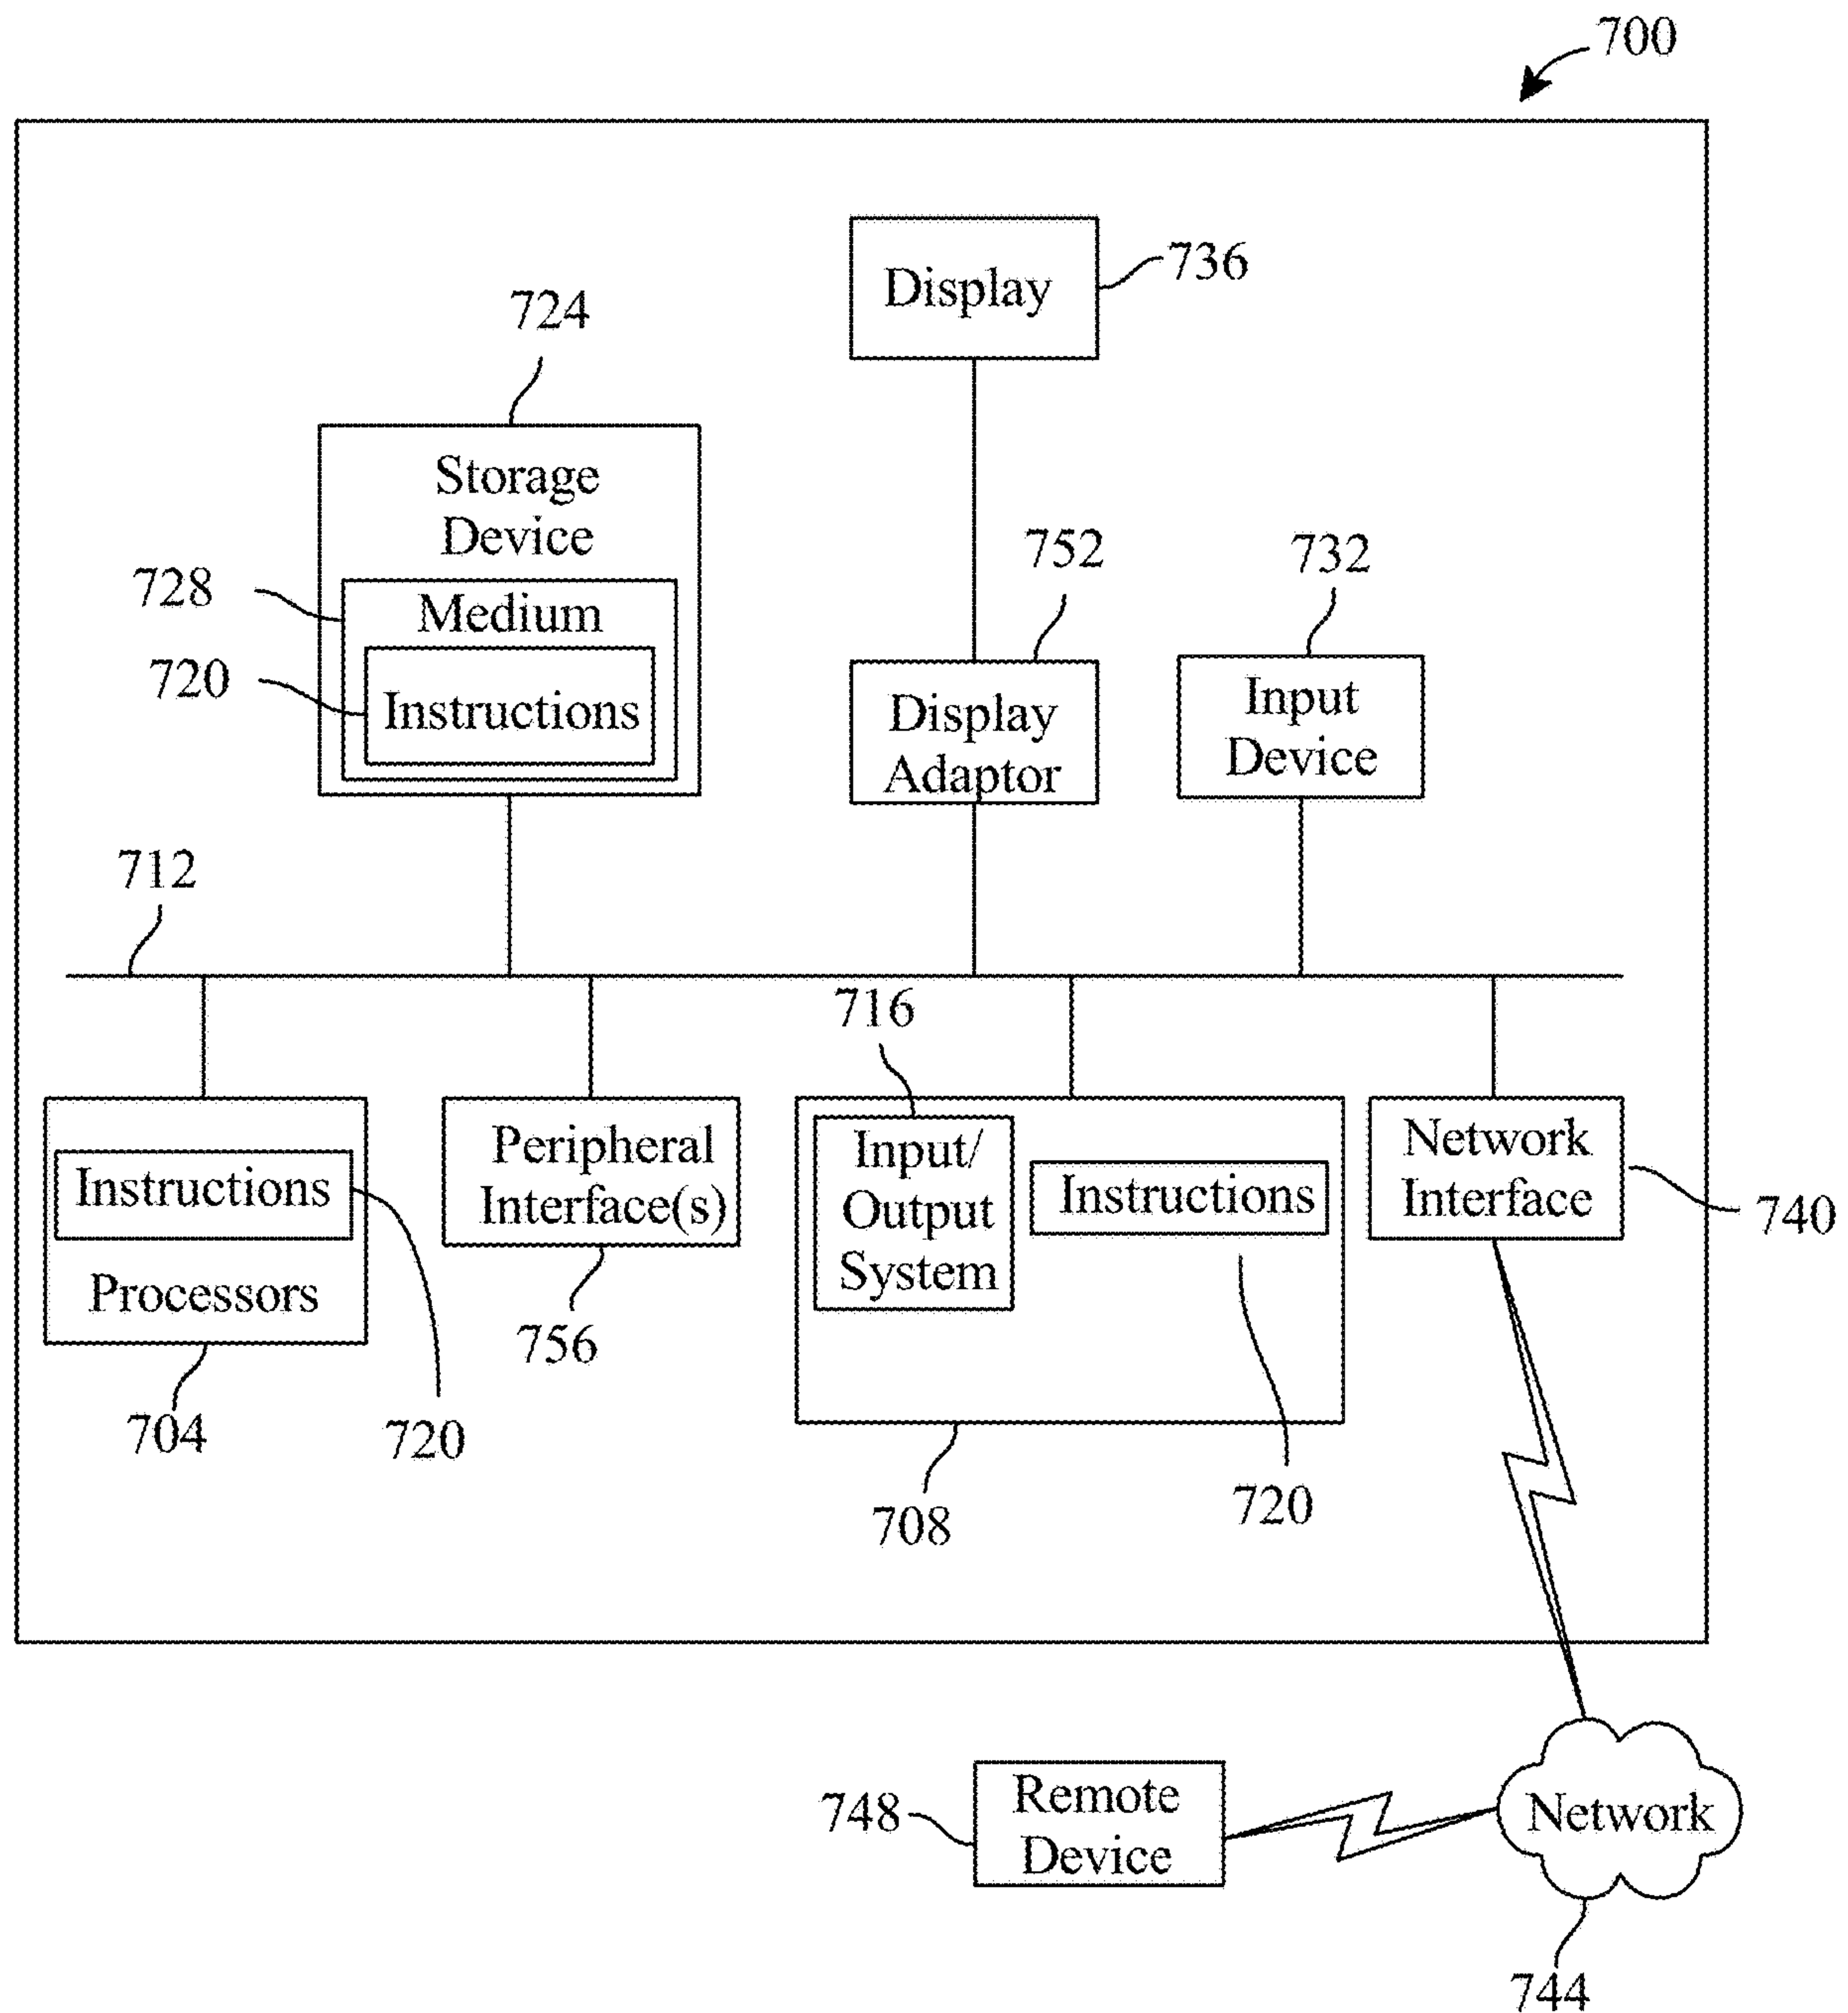 700
Display
736
724
Storage
Device
728
Medium
720
Instructions
752
Display
Adaptor
732
Input
Device
712
716
Instructions
Processors
704
720
Peripheral
Interface(s)
756
Input/
Output
System
Instructions
720
708
Network
Interface
740
748
Remote
Device
Network
744